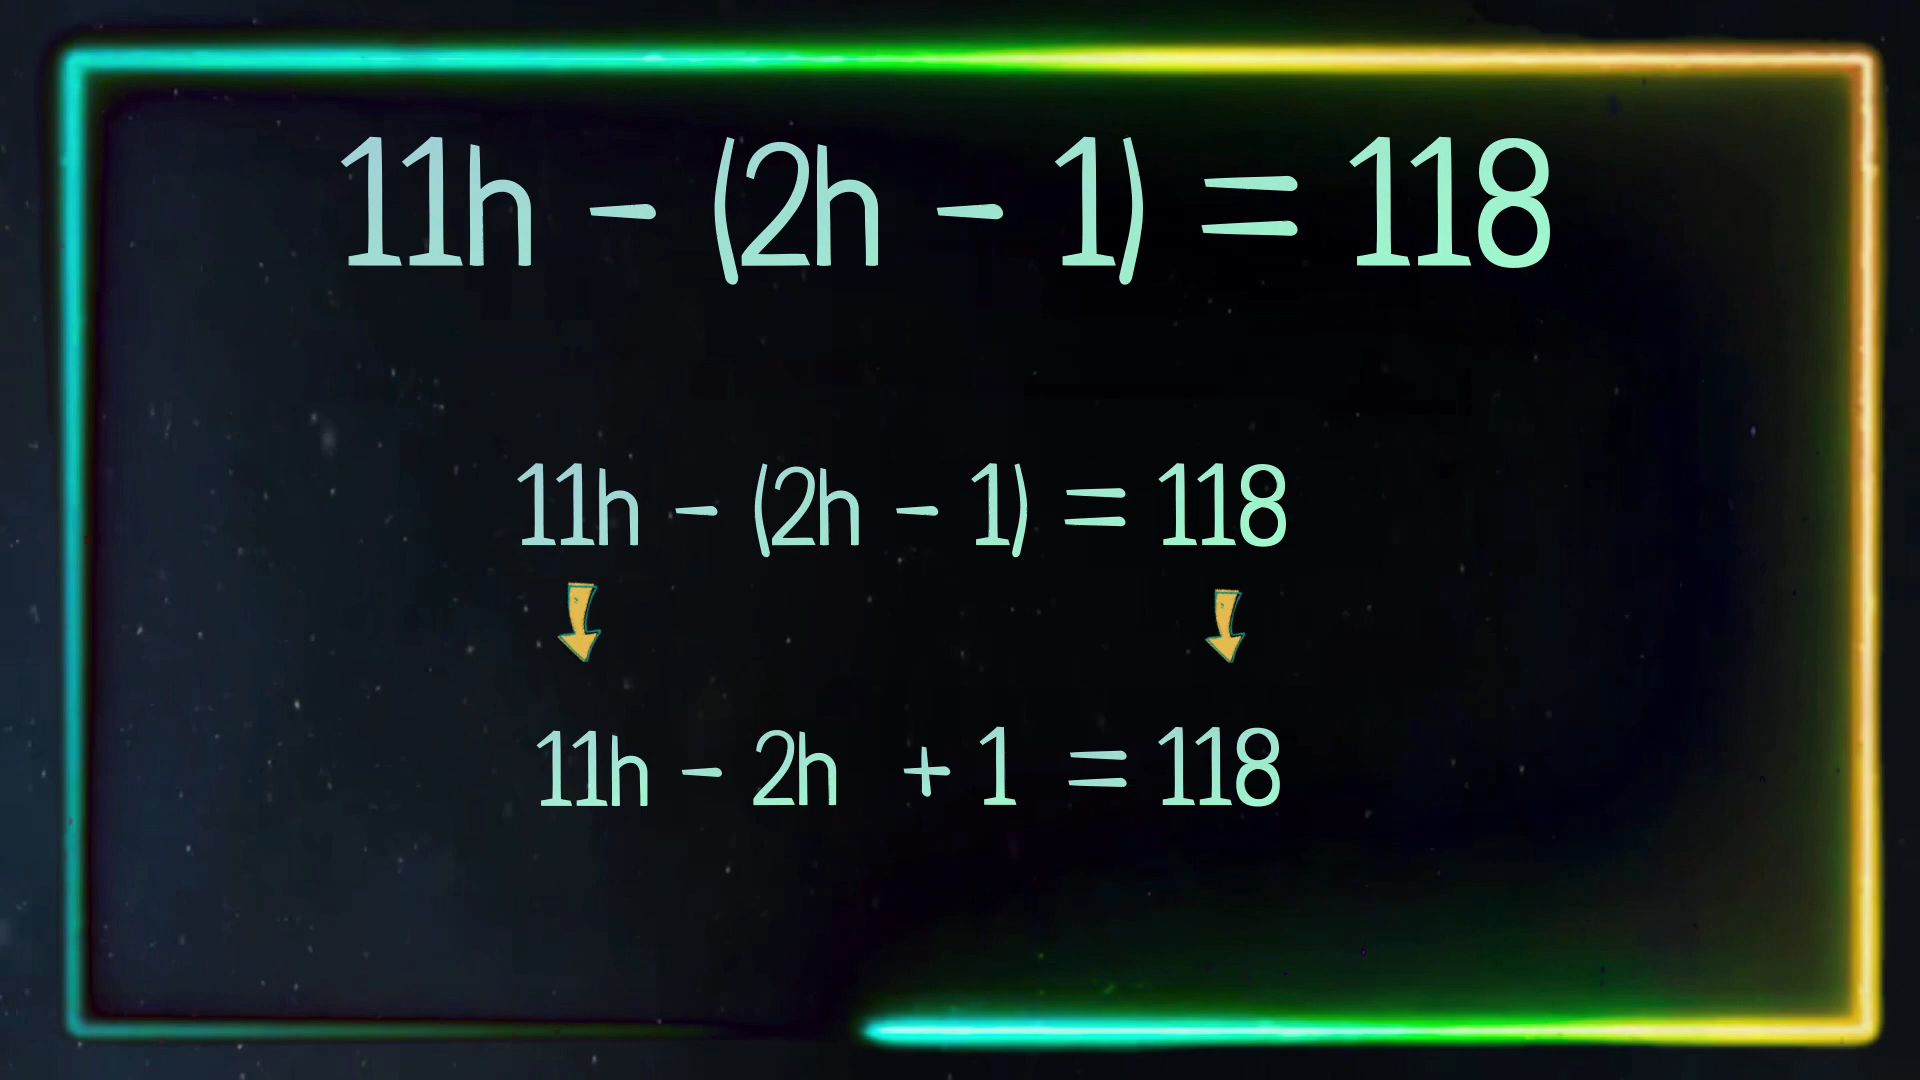 11h – (2h – 1) = 118
11h – (2h – 1) = 118
11h – 2h + 1 = 118